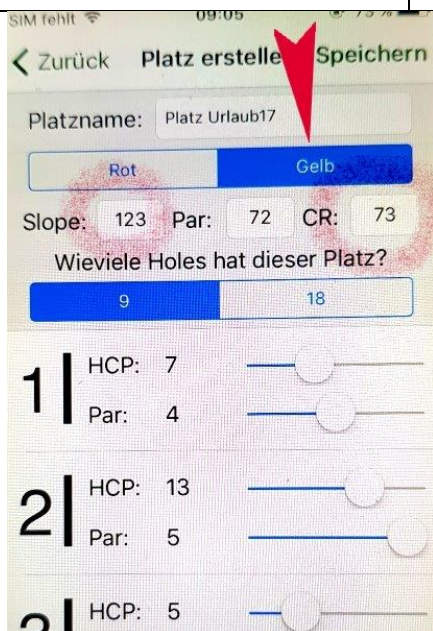 SIM fehlt 09:05 73 %
Zurück Platz erstelle Speichern
Platzname: Platz Urlaub17
Rot Gelb
Slope: 123 Par: 72 CR: 73
Wieviele Holes hat dieser Platz?
9 18
1 HCP: 7
Par: 4
2 HCP: 13
Par: 5
HCP: 5